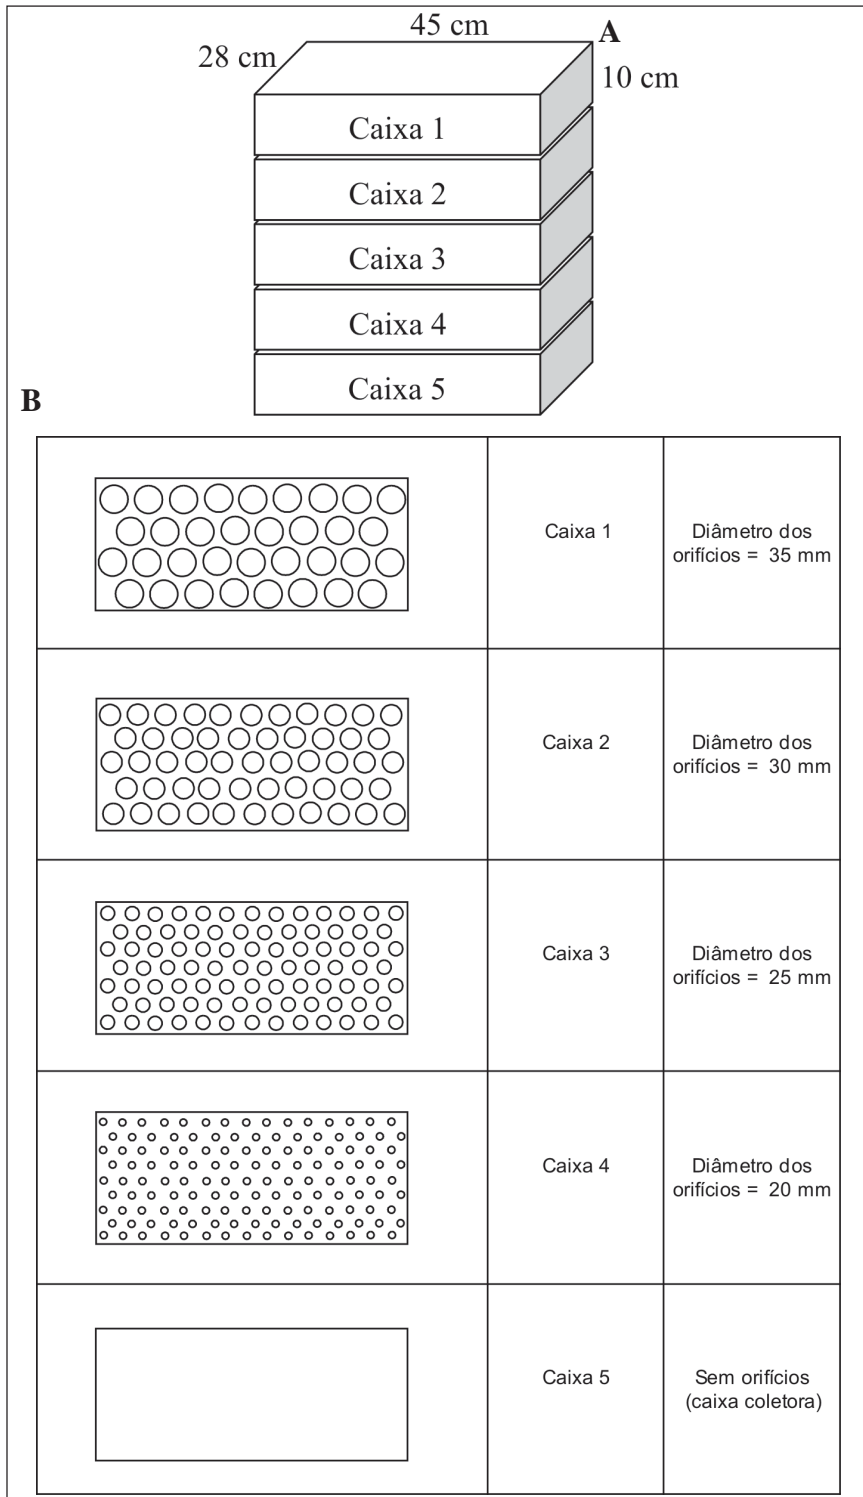 45 cm
A
28 cm
10 cm
Caixa 1
Caixa 2
Caixa 3
Caixa 4
Caixa 5
B
Caixa 1
Diâmetro dos
orifícios = 35 mm
Caixa 2
Diâmetro dos
orifícios = 30 mm
Caixa 3
Diâmetro dos
orifícios = 25 mm
Caixa 4
Diâmetro dos
orifícios = 20 mm
Caixa 5
Sem orifícios
(caixa coletora)